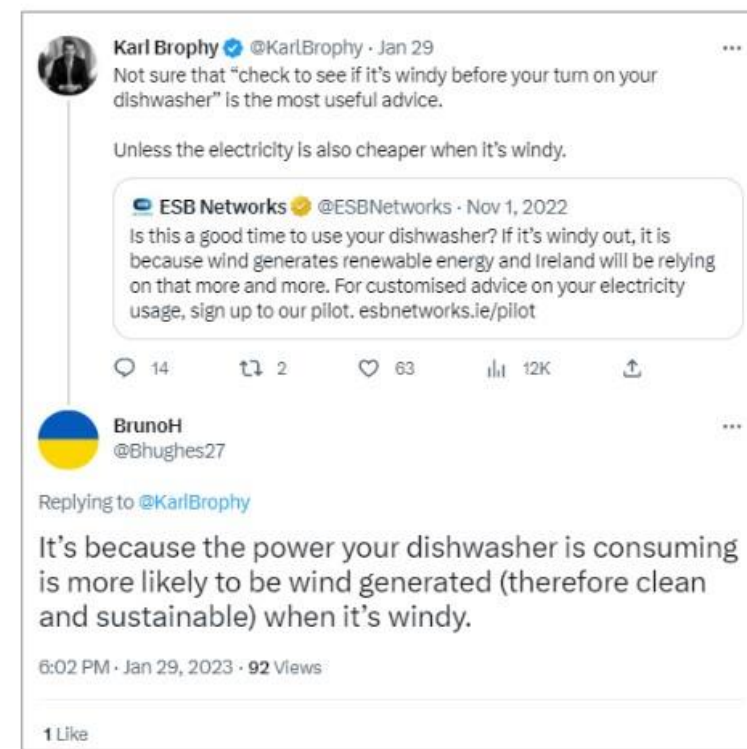 Karl Brophy @KarlBrophy · Jan 29
Not sure that “check to see if it’s windy before your turn on your
dishwasher” is the most useful advice.
Unless the electricity is also cheaper when it’s windy.
ESB Networks @ESBNetworks · Nov 1, 2022
Is this a good time to use your dishwasher? If it’s windy out, it is
because wind generates renewable energy and Ireland will be relying
on that more and more. For customised advice on your electricity
usage, sign up to our pilot. esbnetworks.ie/pilot
14 2 63 12K
BrunoH
@Bhughes27
Replying to @KarlBrophy
It’s because the power your dishwasher is consuming
is more likely to be wind generated (therefore clean
and sustainable) when it’s windy.
6:02 PM · Jan 29, 2023 · 92 Views
1 Like